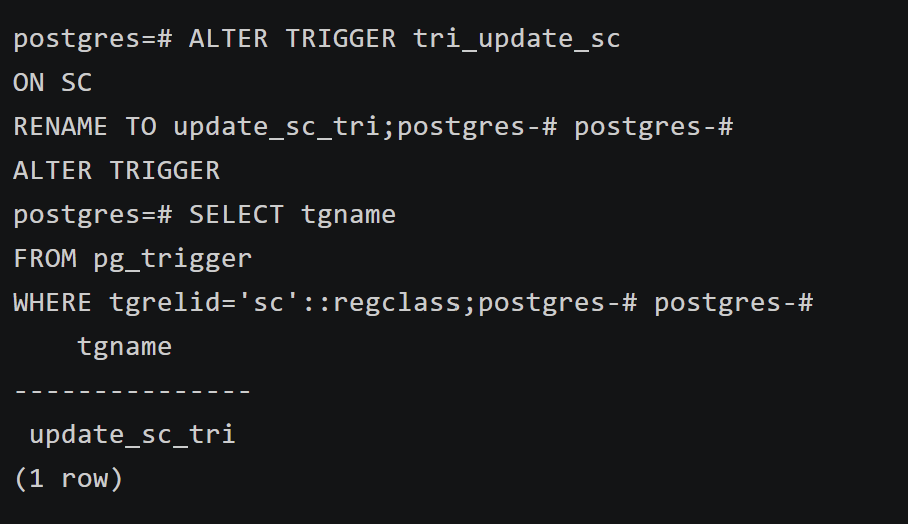 postgres=# ALTER TRIGGER tri_update_sc
ON SC
RENAME TO update_sc_tri;postgres-# postgres-#
ALTER TRIGGER
postgres=# SELECT tgname
FROM pg_trigger
WHERE tgrelid='sc'::regclass;postgres-# postgres-#
    tgname
---------------
 update_sc_tri
(1 row)